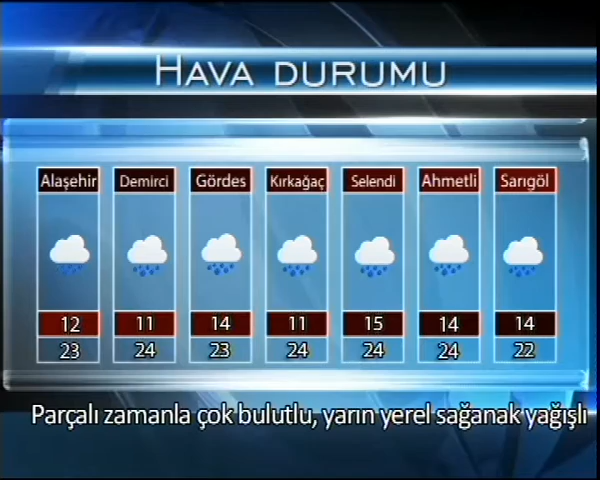 HAVA DURUMU
Alaşehir Demirci Gördes Kırkağaç Selendi Ahmetli Sarıgöl
12 11 14 11 15 14 14
23 24 23 24 24 24 22
Parçalı zamanla çok bulutlu, yarın yerel sağanak yağışlı